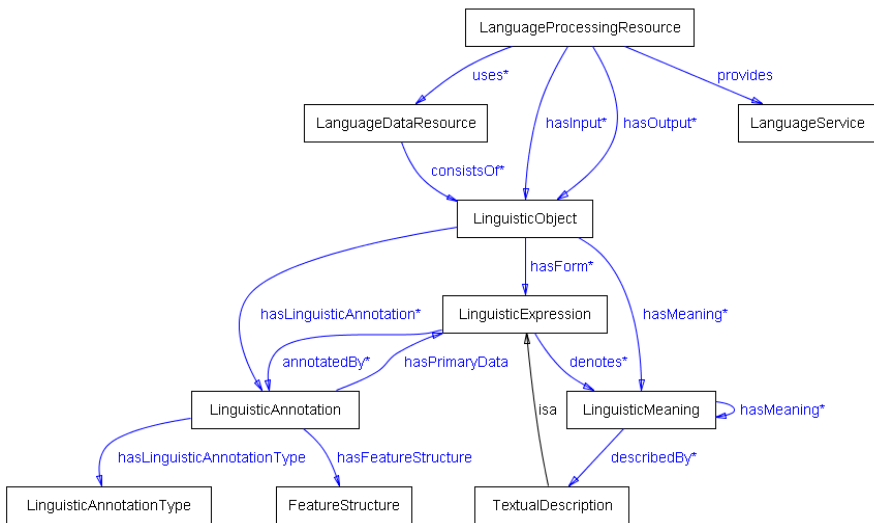 LanguageProcessingResource
uses*
provides
LanguageDataResource
hasInput*
hasOutput*
LanguageService
consistsOf*
LinguisticObject
hasForm*
hasLinguisticAnnotation*
LinguisticExpression
hasMeaning*
annotatedBy*
hasPrimaryData
denotes*
LinguisticAnnotation
isa
LinguisticMeaning
hasMeaning*
hasLinguisticAnnotationType
hasFeatureStructure
describedBy*
LinguisticAnnotationType
FeatureStructure
TextualDescription